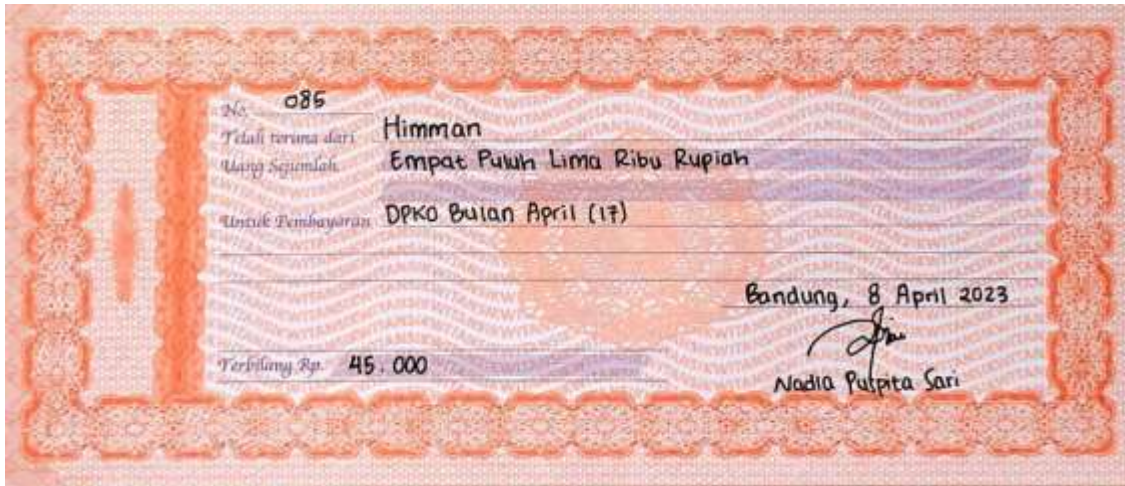 No. 085
Telah terima dari Himman
Uang Sejumlah Empat Puluh Lima Ribu Rupiah
Untuk Pembayaran DPKO Bulan April (17)
Bandung, 8 April 2023
Terbilang Rp. 45.000
Nadia Puspita Sari